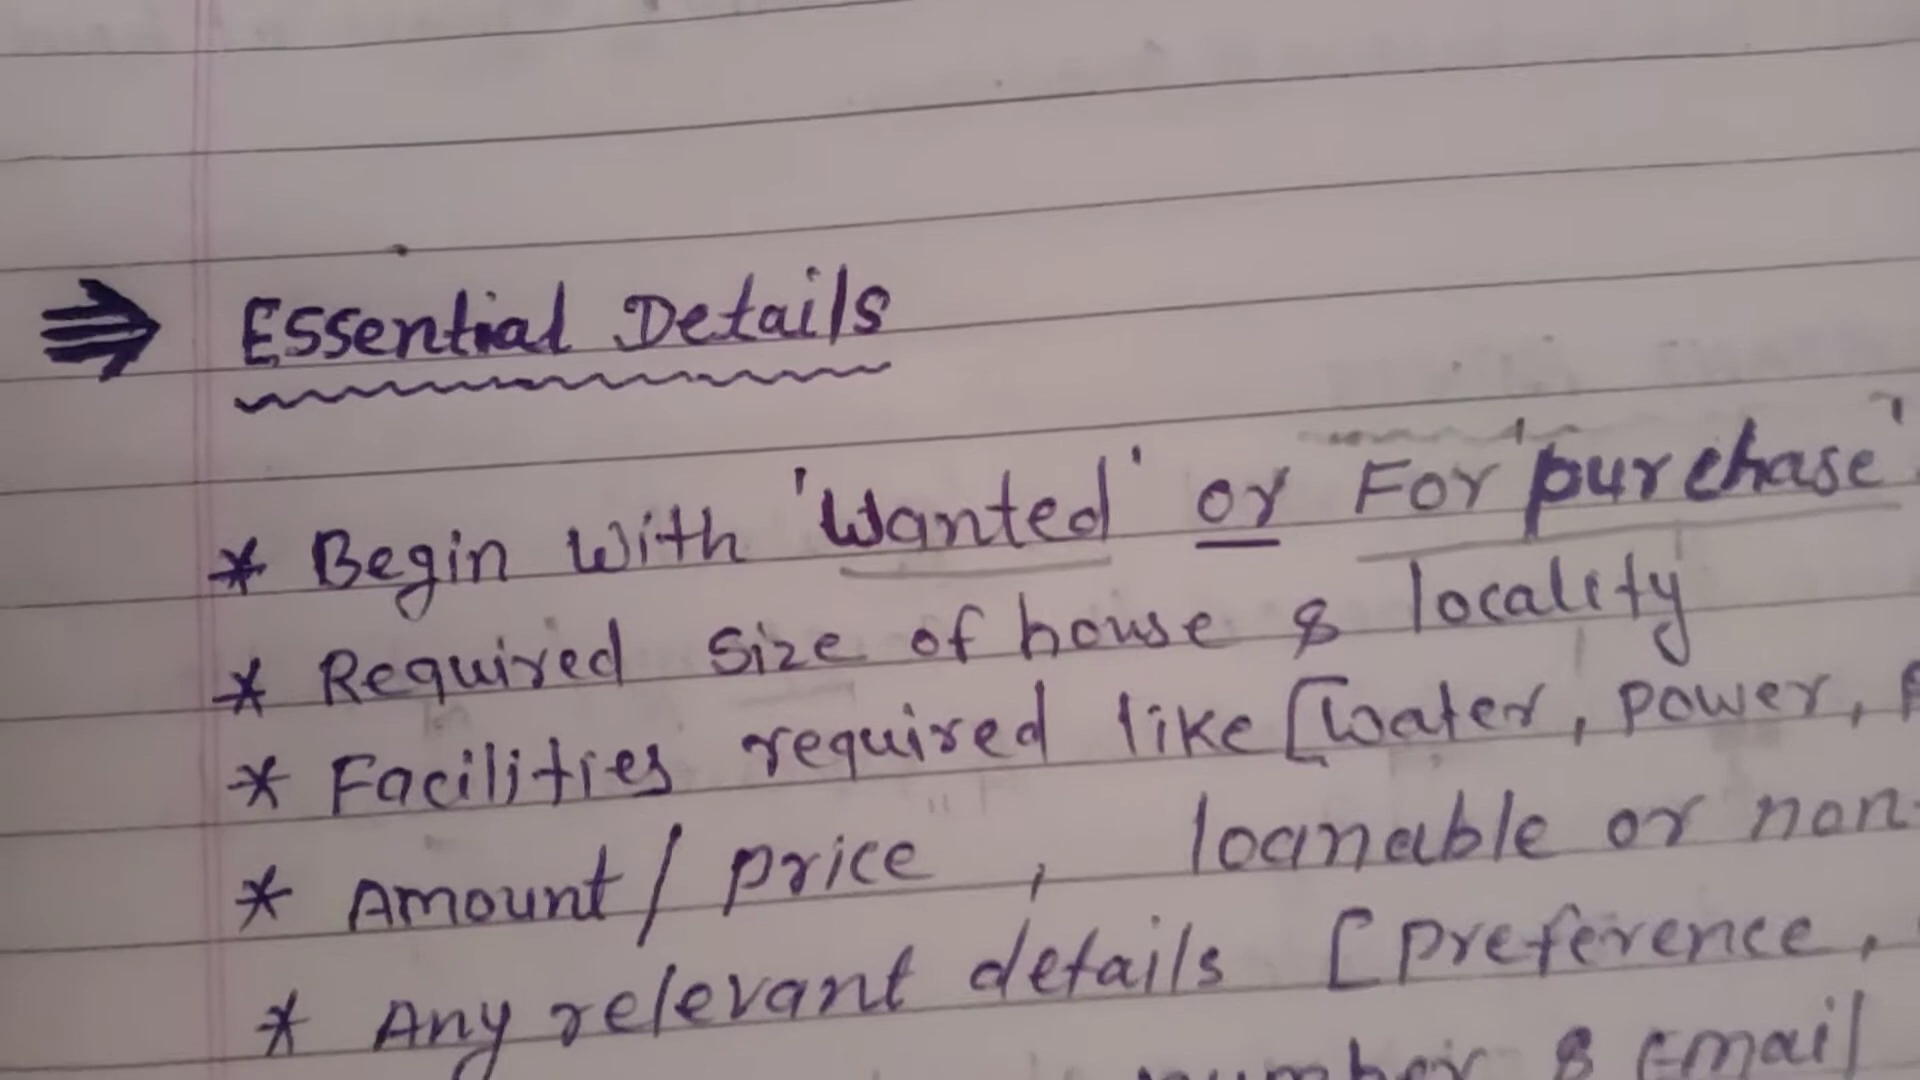 Essential Details
* Begin with 'Wanted' or For 'purchase'
* Required size of house & locality
* Facilities required like [water, power,
* Amount / price , loanable or non-
* Any relevant details [preference,
number & Email